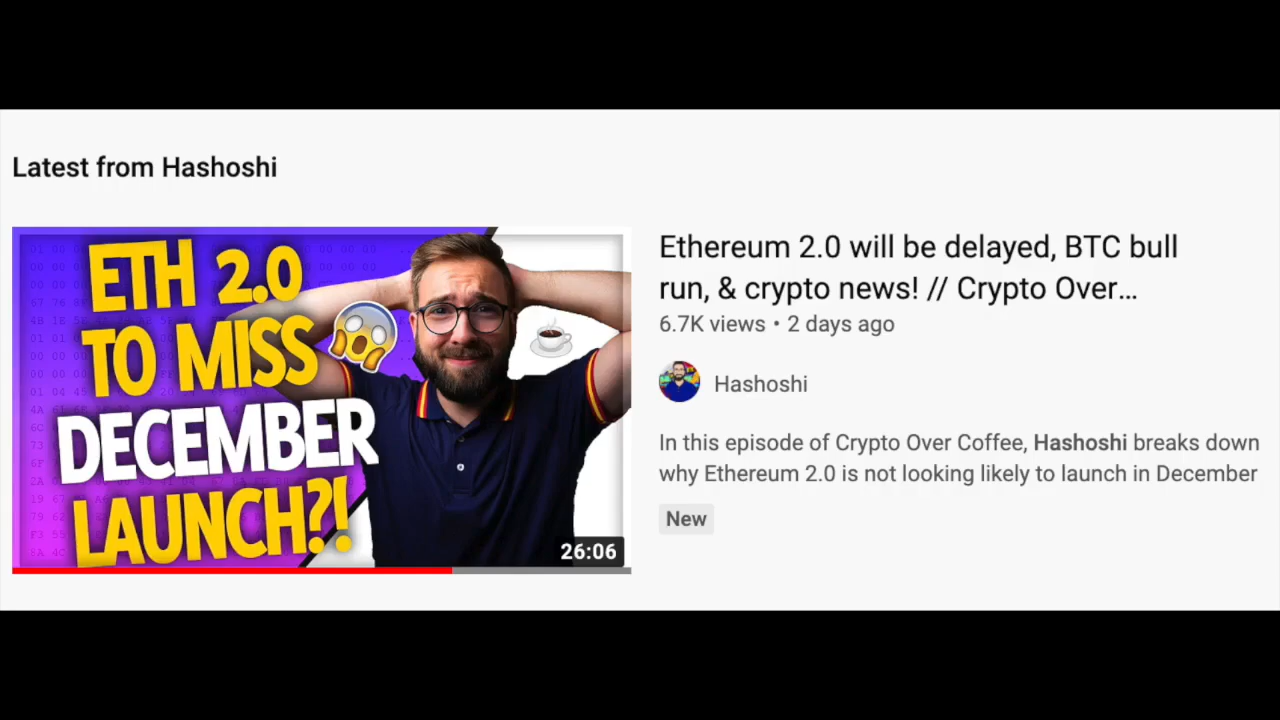 Latest from Hashoshi
ETH 2.0
TO MISS
DECEMBER
LAUNCH?!
26:06
Ethereum 2.0 will be delayed, BTC bull
run, & crypto news! // Crypto Over...
6.7K views • 2 days ago
Hashoshi
In this episode of Crypto Over Coffee, Hashoshi breaks down
why Ethereum 2.0 is not looking likely to launch in December
New